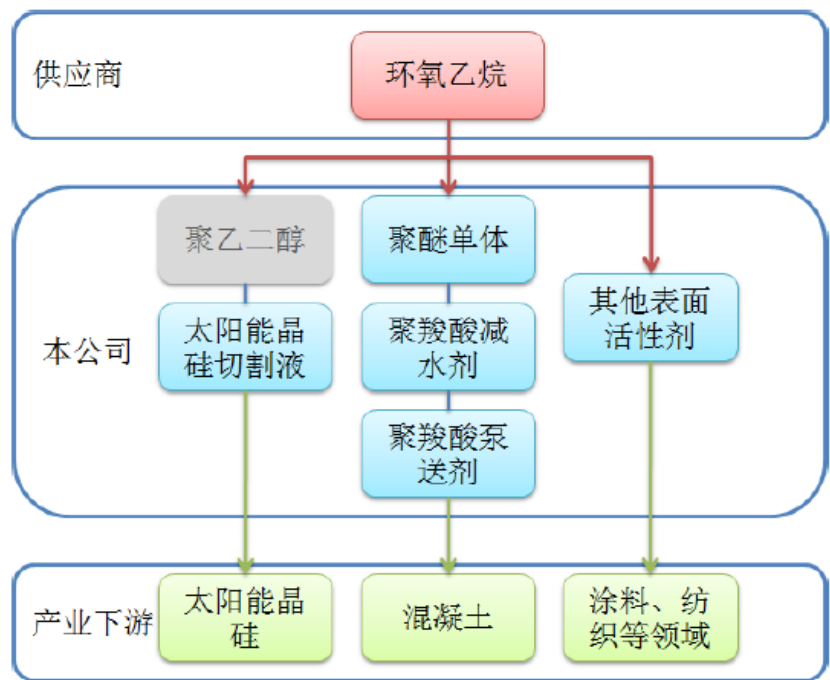 供应商
环氧乙烷
本公司
聚乙二醇
聚醚单体
太阳能晶
硅切割液
聚羧酸减
水剂
聚羧酸泵
送剂
其他表面
活性剂
产业下游
太阳能晶
硅
混凝土
涂料、纺
织等领域